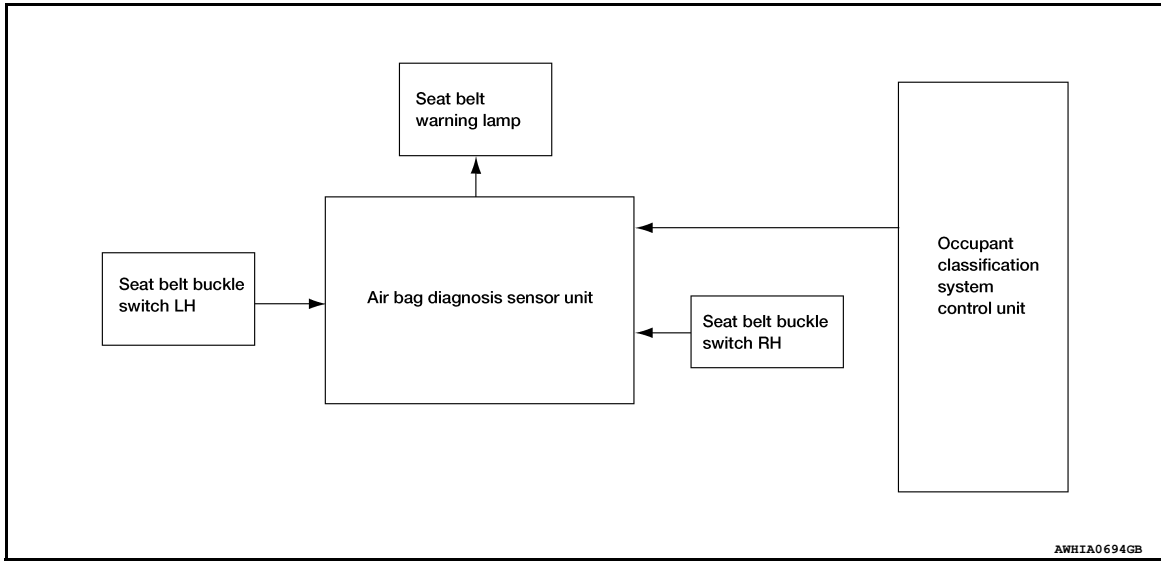 Seat belt
warning lamp
Seat belt buckle
switch LH
Air bag diagnosis sensor unit
Seat belt buckle
switch RH
Occupant
classification
system
control unit
AWHIA0694GB